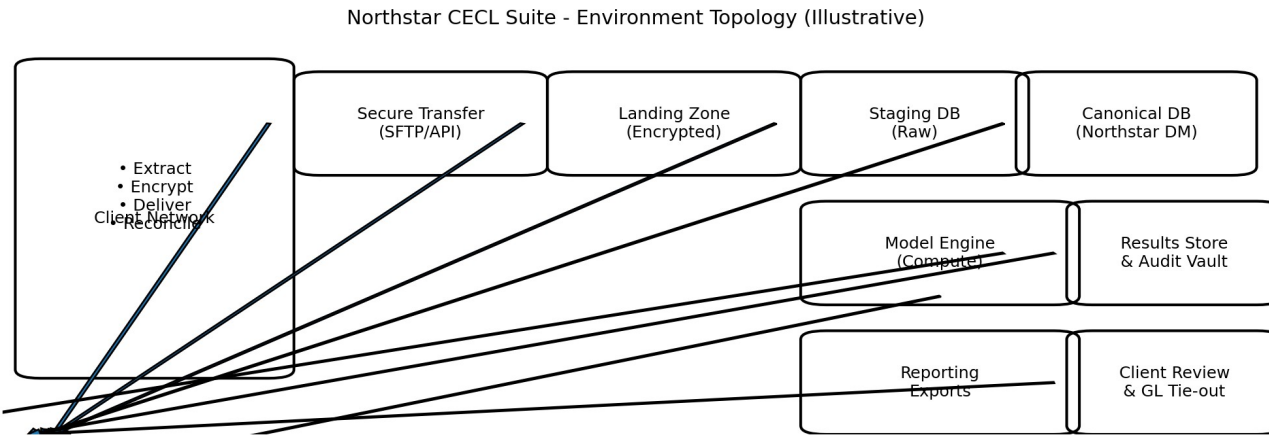 Northstar CECL Suite - Environment Topology (Illustrative)
Secure Transfer
(SFTP/API)
Landing Zone
(Encrypted)
Staging DB
(Raw)
Canonical DB
(Northstar DM)
• Extract
• Encrypt
• Deliver
Client Network
• Reconcile
Model Engine
(Compute)
Results Store
& Audit Vault
Reporting
Exports
Client Review
& GL Tie-out